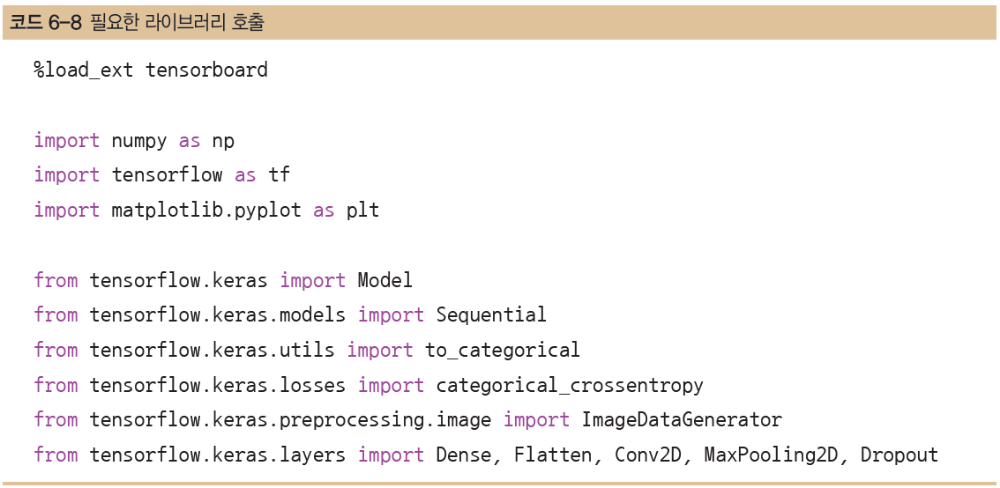 코드 6-8 필요한 라이브러리 호출
%load_ext tensorboard
import numpy as np
import tensorflow as tf
import matplotlib.pyplot as plt
from tensorflow.keras import Model
from tensorflow.keras.models import Sequential
from tensorflow.keras.utils import to_categorical
from tensorflow.keras.losses import categorical_crossentropy
from tensorflow.keras.preprocessing.image import ImageDataGenerator
from tensorflow.keras.layers import Dense, Flatten, Conv2D, MaxPooling2D, Dropout